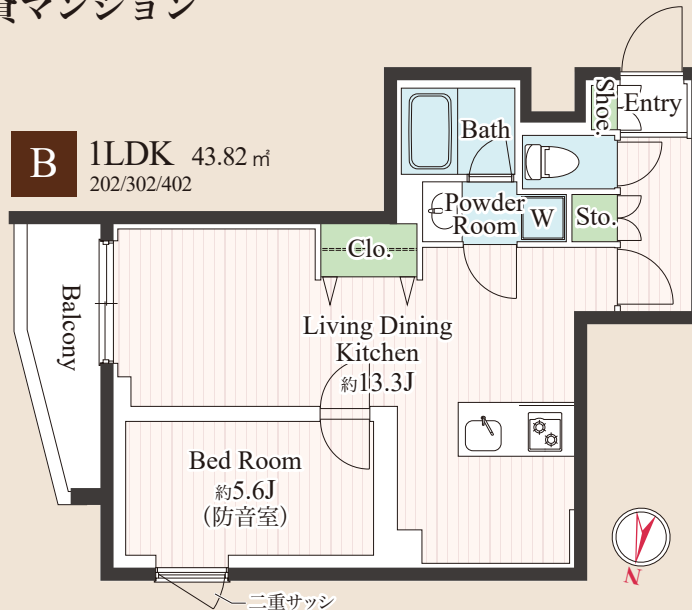 賃マンション
B
1LDK 43.82㎡
202/302/402
Entry
Shoe.
Bath
Powder
Room
W
Sto.
Clo.
Balcony
Living Dining
Kitchen
約13.3J
Bed Room
約5.6J
(防音室)
二重サッシ
N